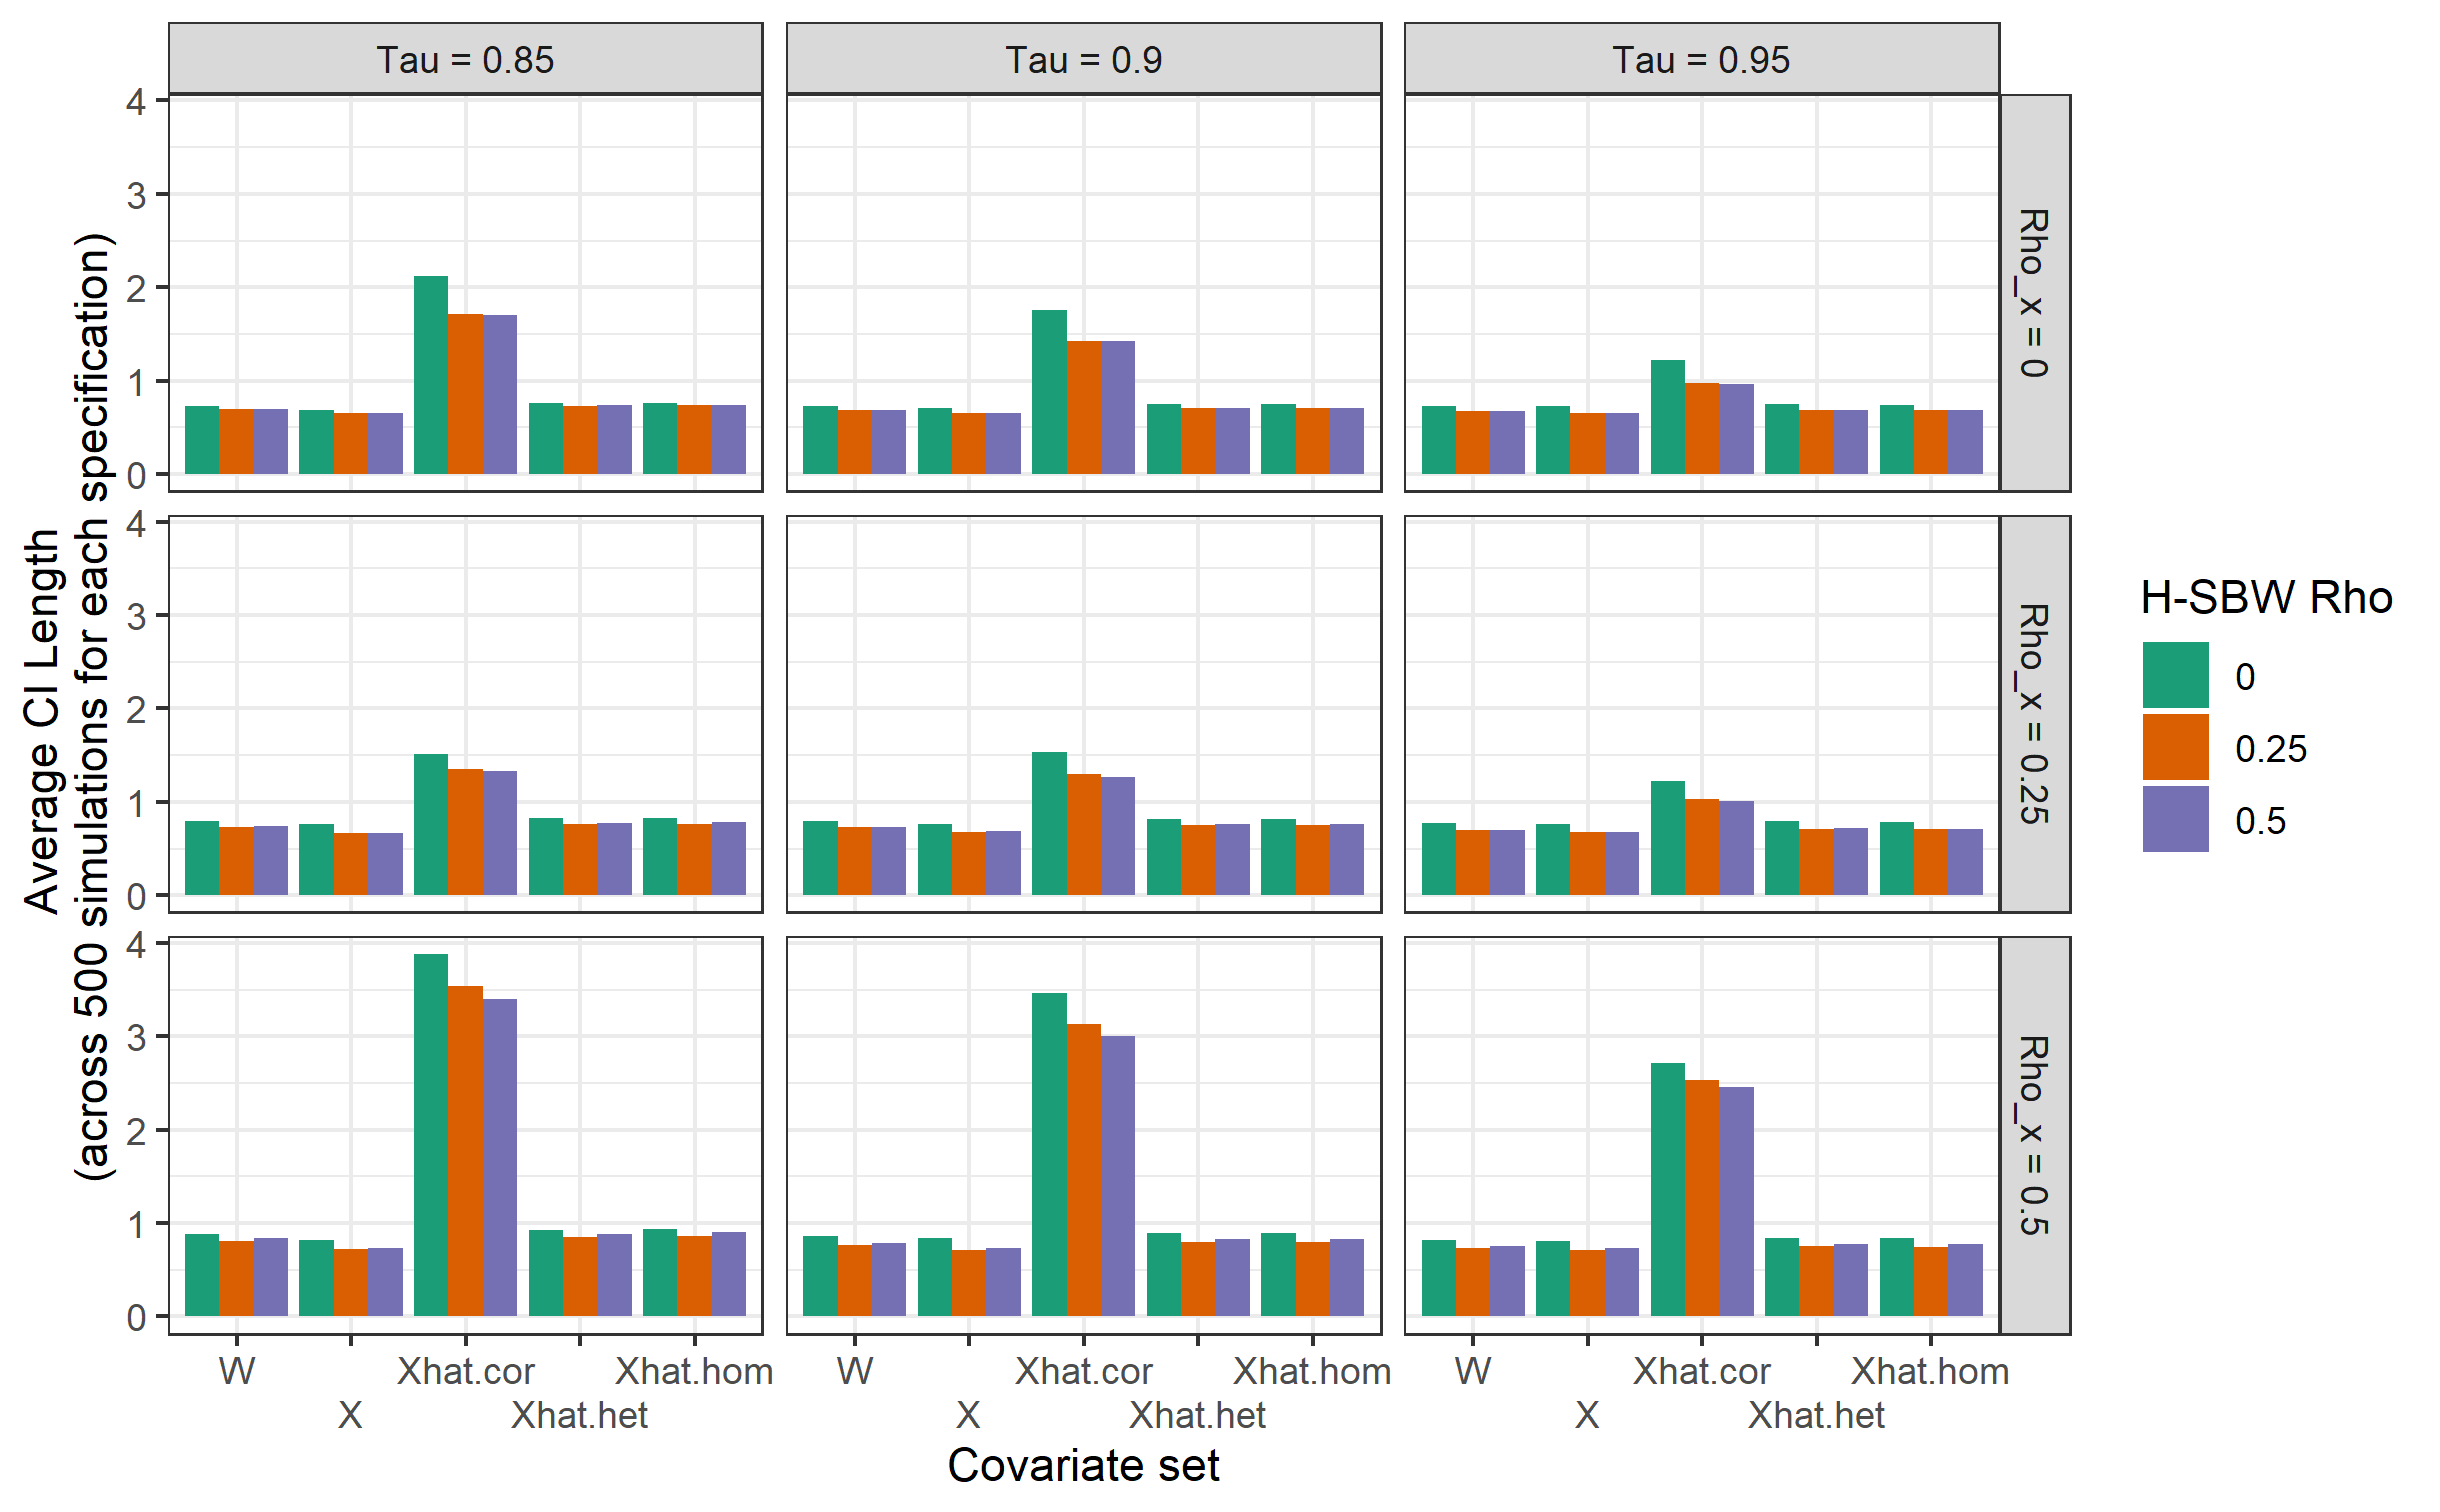 Tau = 0.85
Tau = 0.9
Tau = 0.95
Average CI Length
(across 500 simulations for each specification)
4
3
2
1
0
Rho_x = 0
4
3
2
1
0
Rho_x = 0.25
4
3
2
1
0
Rho_x = 0.5
W
X
Xhat.cor
Xhat.het
Xhat.hom
W
X
Xhat.cor
Xhat.het
Xhat.hom
W
X
Xhat.cor
Xhat.het
Xhat.hom
Covariate set
H-SBW Rho
0
0.25
0.5